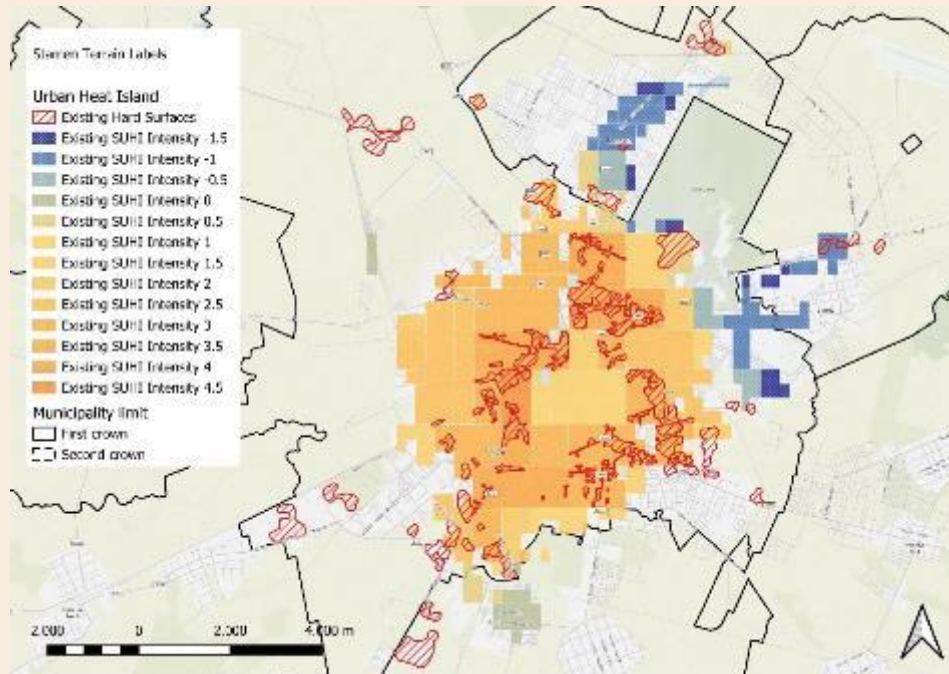 Stamen Terrain Labels
Urban Heat Island
Existing Hard Surfaces
Existing SUHI Intensity -1.5
Existing SUHI Intensity -1
Existing SUHI Intensity -0.5
Existing SUHI Intensity 0
Existing SUHI Intensity 0.5
Existing SUHI Intensity 1
Existing SUHI Intensity 1.5
Existing SUHI Intensity 2
Existing SUHI Intensity 2.5
Existing SUHI Intensity 3
Existing SUHI Intensity 3.5
Existing SUHI Intensity 4
Existing SUHI Intensity 4.5
Municipality limit
First crown
Second crown
2.000 0 2.000 4.000 m